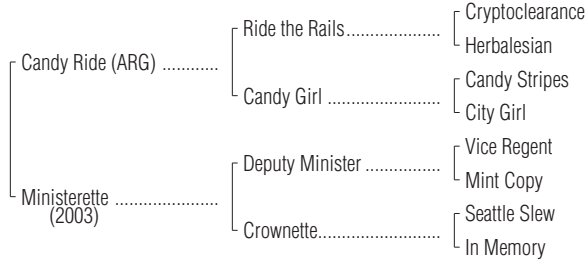 Cryptoclearance
Ride the Rails
Herbalesian
Candy Ride (ARG)
Candy Stripes
Candy Girl
City Girl
Vice Regent
Deputy Minister
Mint Copy
Ministerette
(2003)
Seattle Slew
Crownette
In Memory